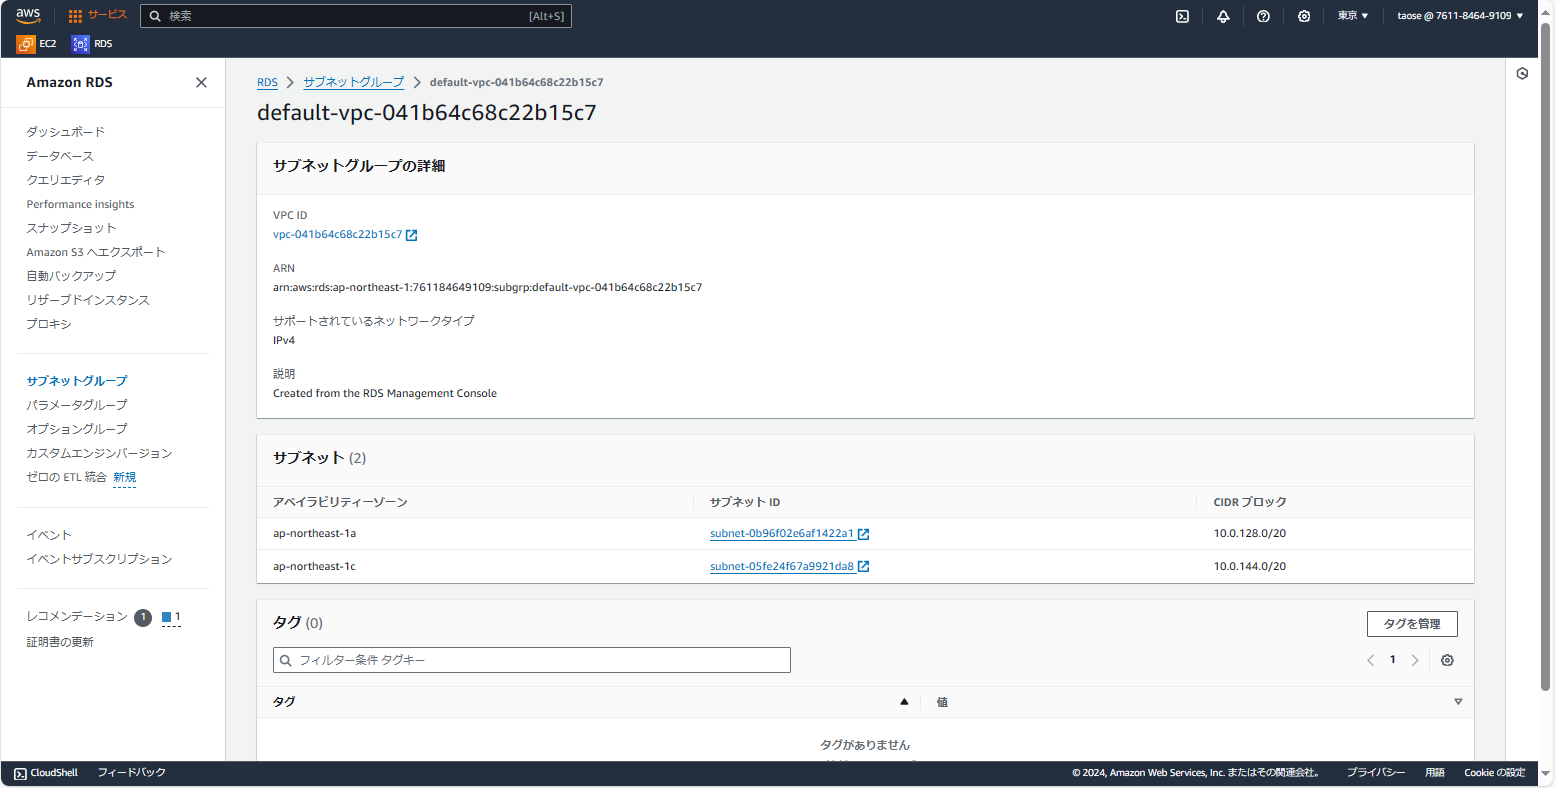 aws サービス 検索 [Alt+S] 東京 ▼ taose @ 7611-8464-9109 ▼
EC2 RDS
Amazon RDS
ダッシュボード
データベース
クエリエディタ
Performance insights
スナップショット
Amazon S3 へエクスポート
自動バックアップ
リザーブドインスタンス
プロキシ
サブネットグループ
パラメータグループ
オプショングループ
カスタムエンジンバージョン
ゼロの ETL 統合 新規
イベント
イベントサブスクリプション
レコメンデーション 1 1
証明書の更新
RDS > サブネットグループ > default-vpc-041b64c68c22b15c7
default-vpc-041b64c68c22b15c7
サブネットグループの詳細
VPC ID
vpc-041b64c68c22b15c7
ARN
arn:aws:rds:ap-northeast-1:761184649109:subgrp:default-vpc-041b64c68c22b15c7
サポートされているネットワークタイプ
IPv4
説明
Created from the RDS Management Console
サブネット (2)
アベイラビリティーゾーン サブネット ID CIDR ブロック
ap-northeast-1a subnet-0b96f02e6af1422a1 10.0.128.0/20
ap-northeast-1c subnet-05fe24f67a9921da8 10.0.144.0/20
タグ (0) タグを管理
フィルター条件 タグキー 1
タグ 値
タグがありません
CloudShell フィードバック © 2024, Amazon Web Services, Inc. またはその関連会社。 プライバシー 用語 Cookie の設定